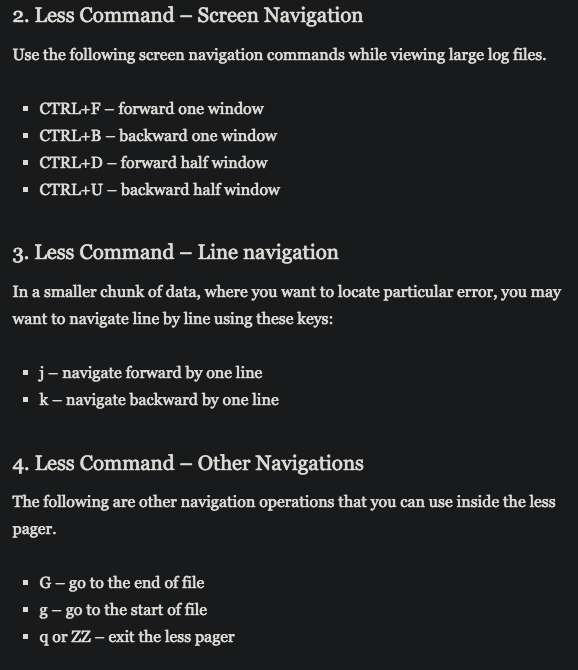 2. Less Command – Screen Navigation
Use the following screen navigation commands while viewing large log files.
▪ CTRL+F – forward one window
▪ CTRL+B – backward one window
▪ CTRL+D – forward half window
▪ CTRL+U – backward half window
3. Less Command – Line navigation
In a smaller chunk of data, where you want to locate particular error, you may
want to navigate line by line using these keys:
▪ j – navigate forward by one line
▪ k – navigate backward by one line
4. Less Command – Other Navigations
The following are other navigation operations that you can use inside the less
pager.
▪ G – go to the end of file
▪ g – go to the start of file
▪ q or ZZ – exit the less pager